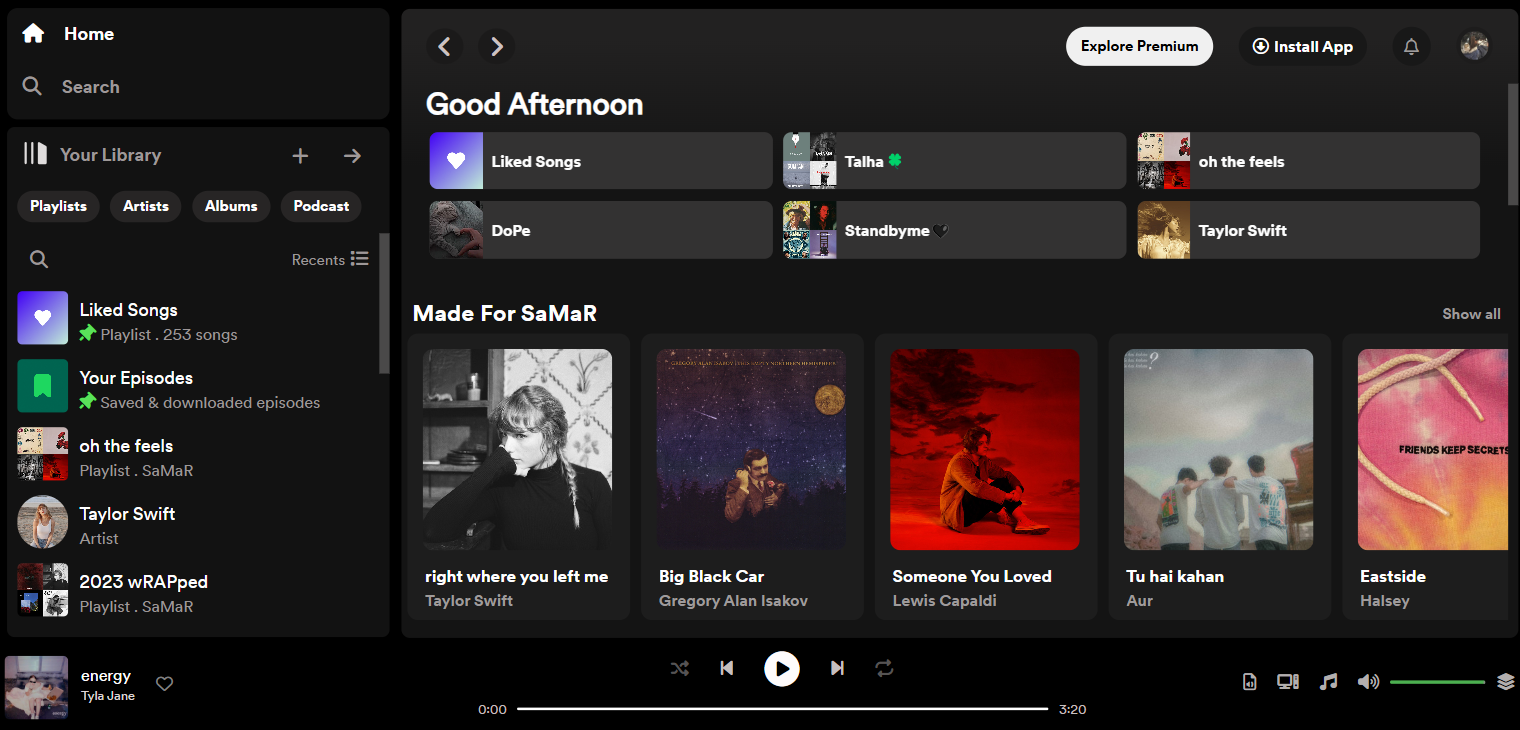 Home
Search
Your Library
Playlists Artists Albums Podcast
Recents
Liked Songs
Playlist . 253 songs
Your Episodes
Saved & downloaded episodes
oh the feels
Playlist . SaMaR
Taylor Swift
Artist
2023 wRAPped
Playlist . SaMaR
Explore Premium
Install App
Good Afternoon
Liked Songs
Talha 🍀
oh the feels
DoPe
Standbyme🖤
Taylor Swift
Made For SaMaR
Show all
GREGORY ALAN ISAKOV
right where you left me
Taylor Swift
Big Black Car
Gregory Alan Isakov
Someone You Loved
Lewis Capaldi
?
Tu hai kahan
Aur
FRIENDS KEEP SECRETS
Eastside
Halsey
energy
Tyla Jane
0:00
3:20